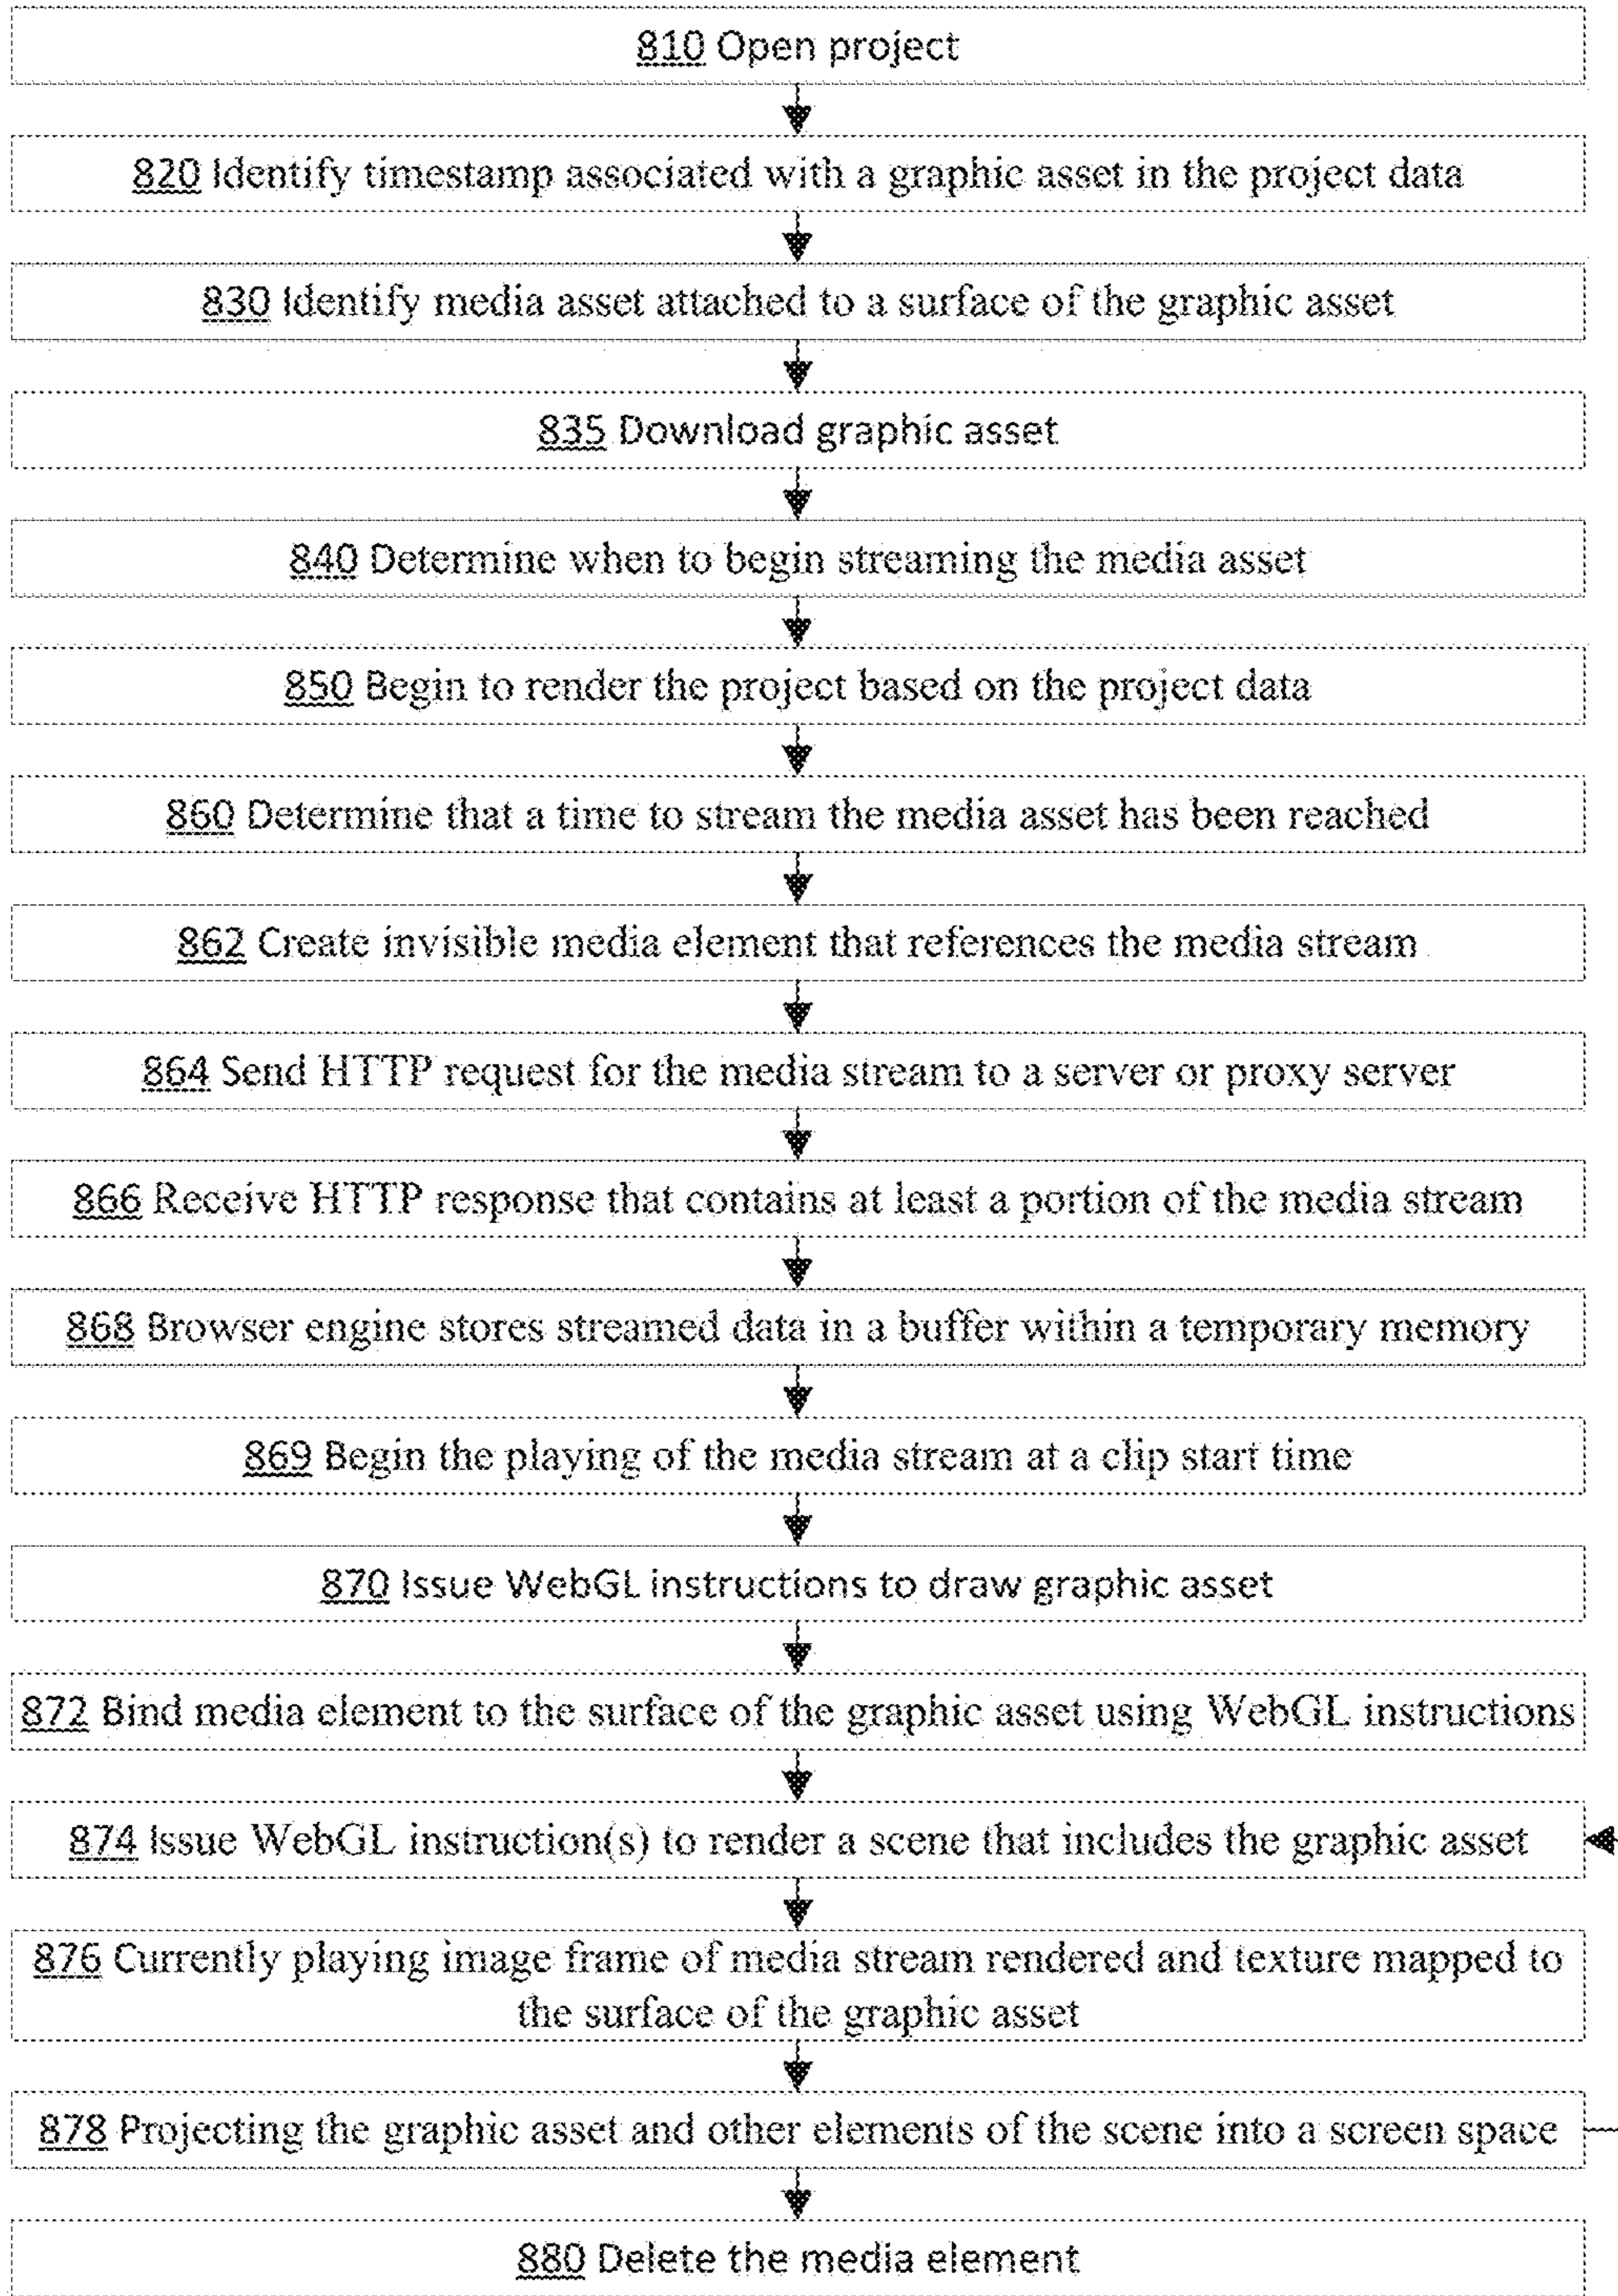 810 Open project
820 Identify timestamp associated with a graphic asset in the project data
830 Identify media asset attached to a surface of the graphic asset
835 Download graphic asset
840 Determine when to begin streaming the media asset
850 Begin to render the project based on the project data
860 Determine that a time to stream the media asset has been reached
862 Create invisible media element that references the media stream
864 Send HTTP request for the media stream to a server or proxy server
866 Receive HTTP response that contains at least a portion of the media stream
868 Browser engine stores streamed data in a buffer within a temporary memory
869 Begin the playing of the media stream at a clip start time
870 Issue WebGL instructions to draw graphic asset
872 Bind media element to the surface of the graphic asset using WebGL instructions
874 Issue WebGL instruction(s) to render a scene that includes the graphic asset
876 Currently playing image frame of media stream rendered and texture mapped to
the surface of the graphic asset
878 Projecting the graphic asset and other elements of the scene into a screen space
880 Delete the media element